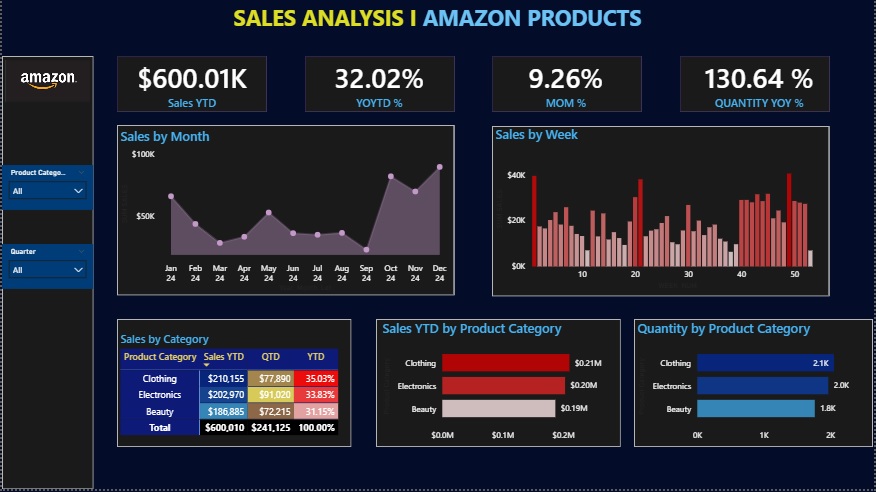 SALES ANALYSIS I AMAZON PRODUCTS
amazon
$600.01K
Sales YTD
32.02%
YOYTD %
9.26%
MOM %
130.64 %
QUANTITY YOY %
Product Catego...
All
Quarter
All
Sales by Month
$100K
$50K
Jan 24 Feb 24 Mar 24 Apr 24 May 24 Jun 24 Jul 24 Aug 24 Sep 24 Oct 24 Nov 24 Dec 24
Sales by Week
$40K
$20K
$0K
10 20 30 40 50
Sales by Category
Product Category Sales YTD QTD YTD
Clothing $210,155 $77,890 35.03%
Electronics $202,970 $91,020 33.83%
Beauty $186,885 $72,215 31.15%
Total $600,010 $241,125 100.00%
Sales YTD by Product Category
Clothing $0.21M
Electronics $0.20M
Beauty $0.19M
$0.0M $0.1M $0.2M
Quantity by Product Category
Clothing 2.1K
Electronics 2.0K
Beauty 1.8K
0K 1K 2K